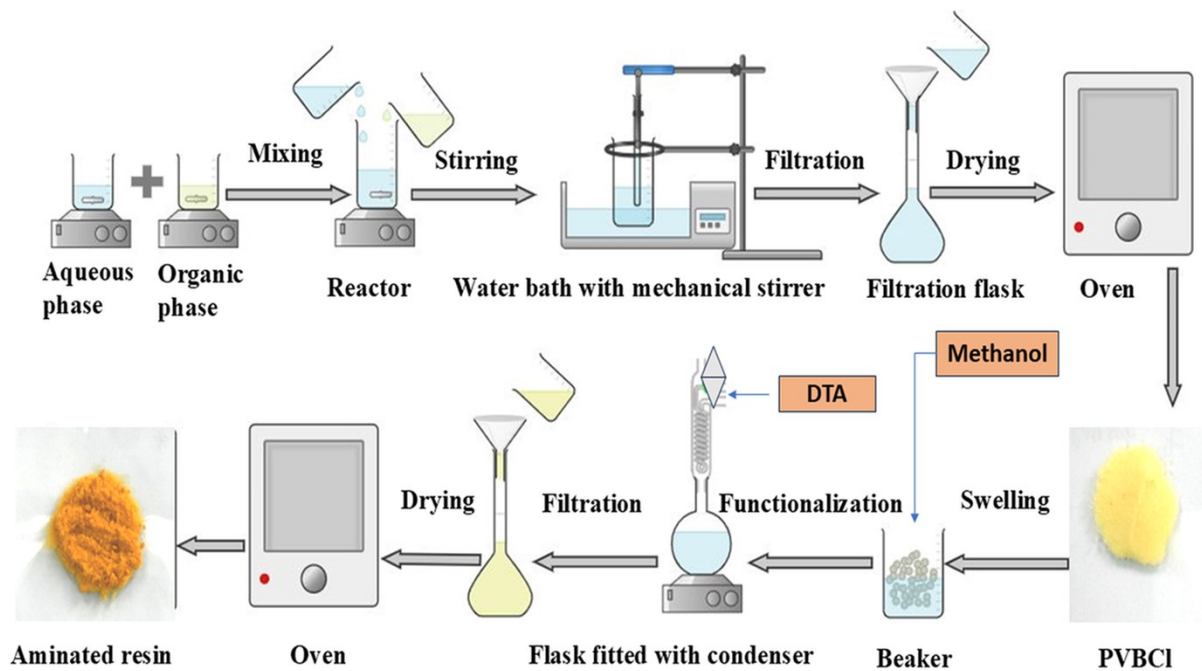 Mixing
Stirring
Filtration
Drying
Aqueous
phase
Organic
phase
Reactor
Water bath with mechanical stirrer
Filtration flask
Oven
Methanol
DTA
Drying
Filtration
Functionalization
Swelling
Aminated resin
Oven
Flask fitted with condenser
Beaker
PVBCl